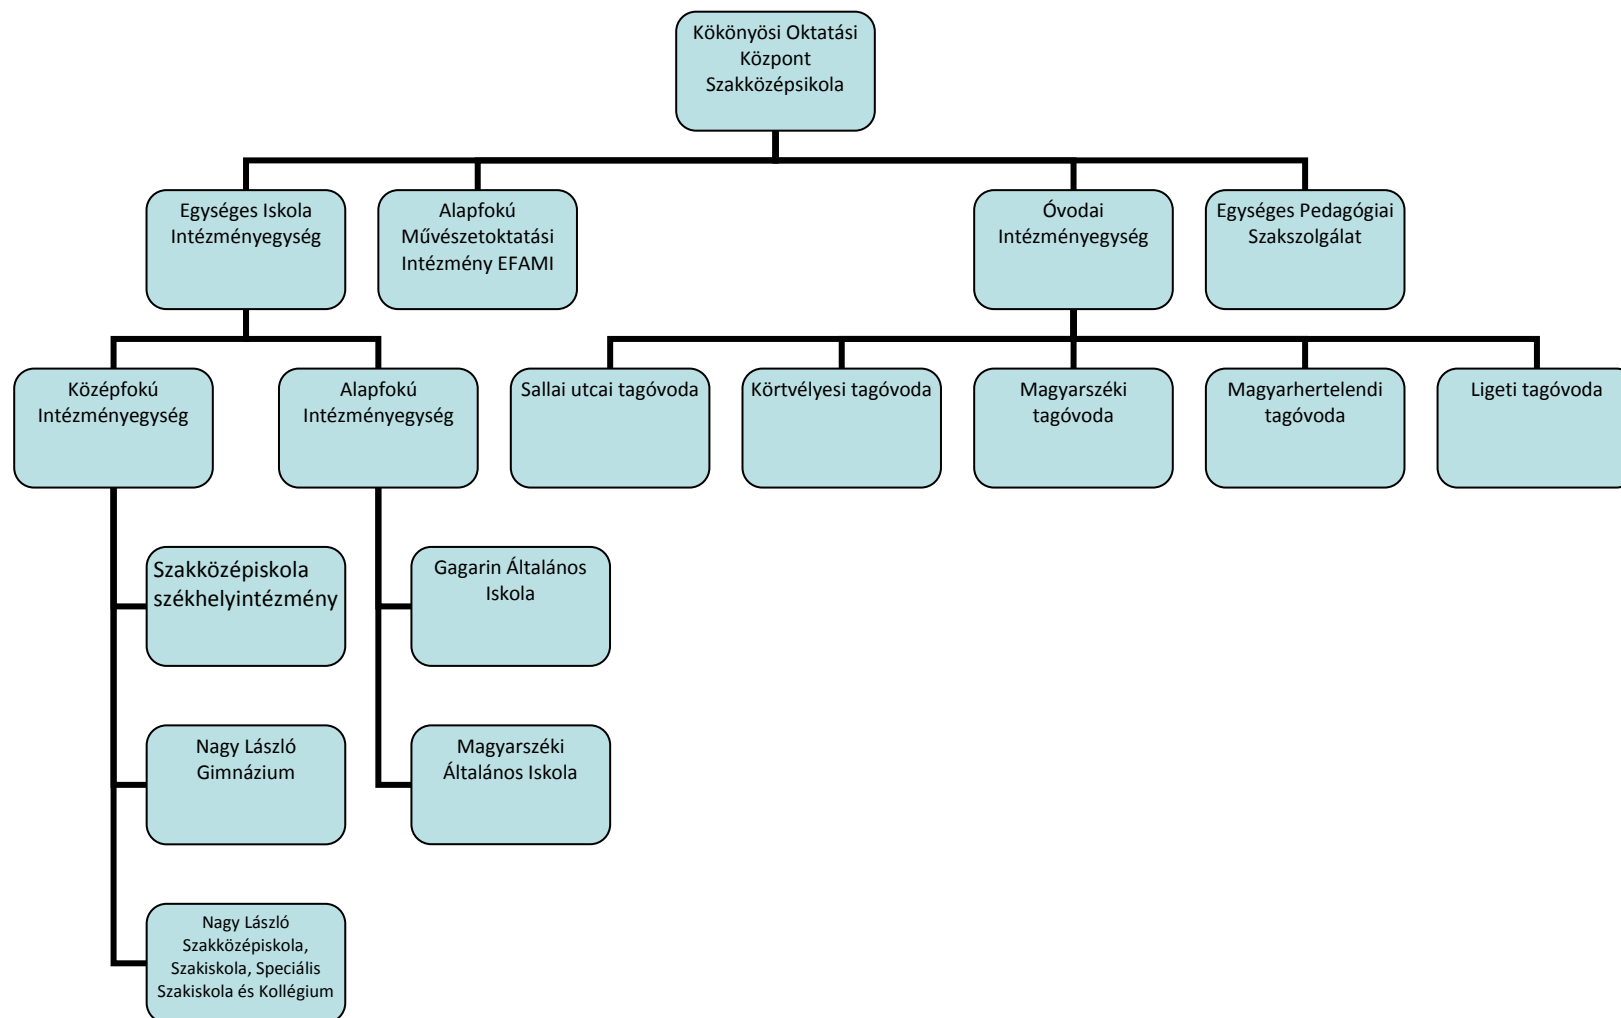 Kökönyösi Oktatási
Központ
Szakközépsikola
Egységes Iskola
Intézményegység
Alapfokú
Művészetoktatási
Intézmény EFAMI
Óvodai
Intézményegység
Egységes Pedagógiai
Szakszolgálat
Középfokú
Intézményegység
Alapfokú
Intézményegység
Sallai utcai tagóvoda
Körtvélyesi tagóvoda
Magyarszéki
tagóvoda
Magyarhertelendi
tagóvoda
Ligeti tagóvoda
Szakközépiskola
székhelyintézmény
Gagarin Általános
Iskola
Nagy László
Gimnázium
Magyarszéki
Általános Iskola
Nagy László
Szakközépiskola,
Szakiskola, Speciális
Szakiskola és Kollégium